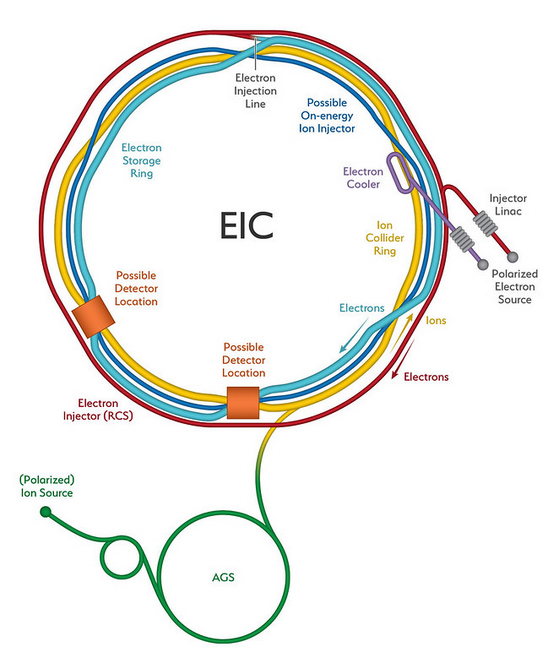 Electron
Injection
Line
Possible
On-energy
Ion Injector
Electron
Storage
Ring
Electron
Cooler
Injector
Linac
EIC
Ion
Collider
Ring
Polarized
Electron
Source
Possible
Detector
Location
Electrons
Ions
Possible
Detector
Location
Electrons
Electron
Injector (RCS)
(Polarized)
Ion Source
AGS